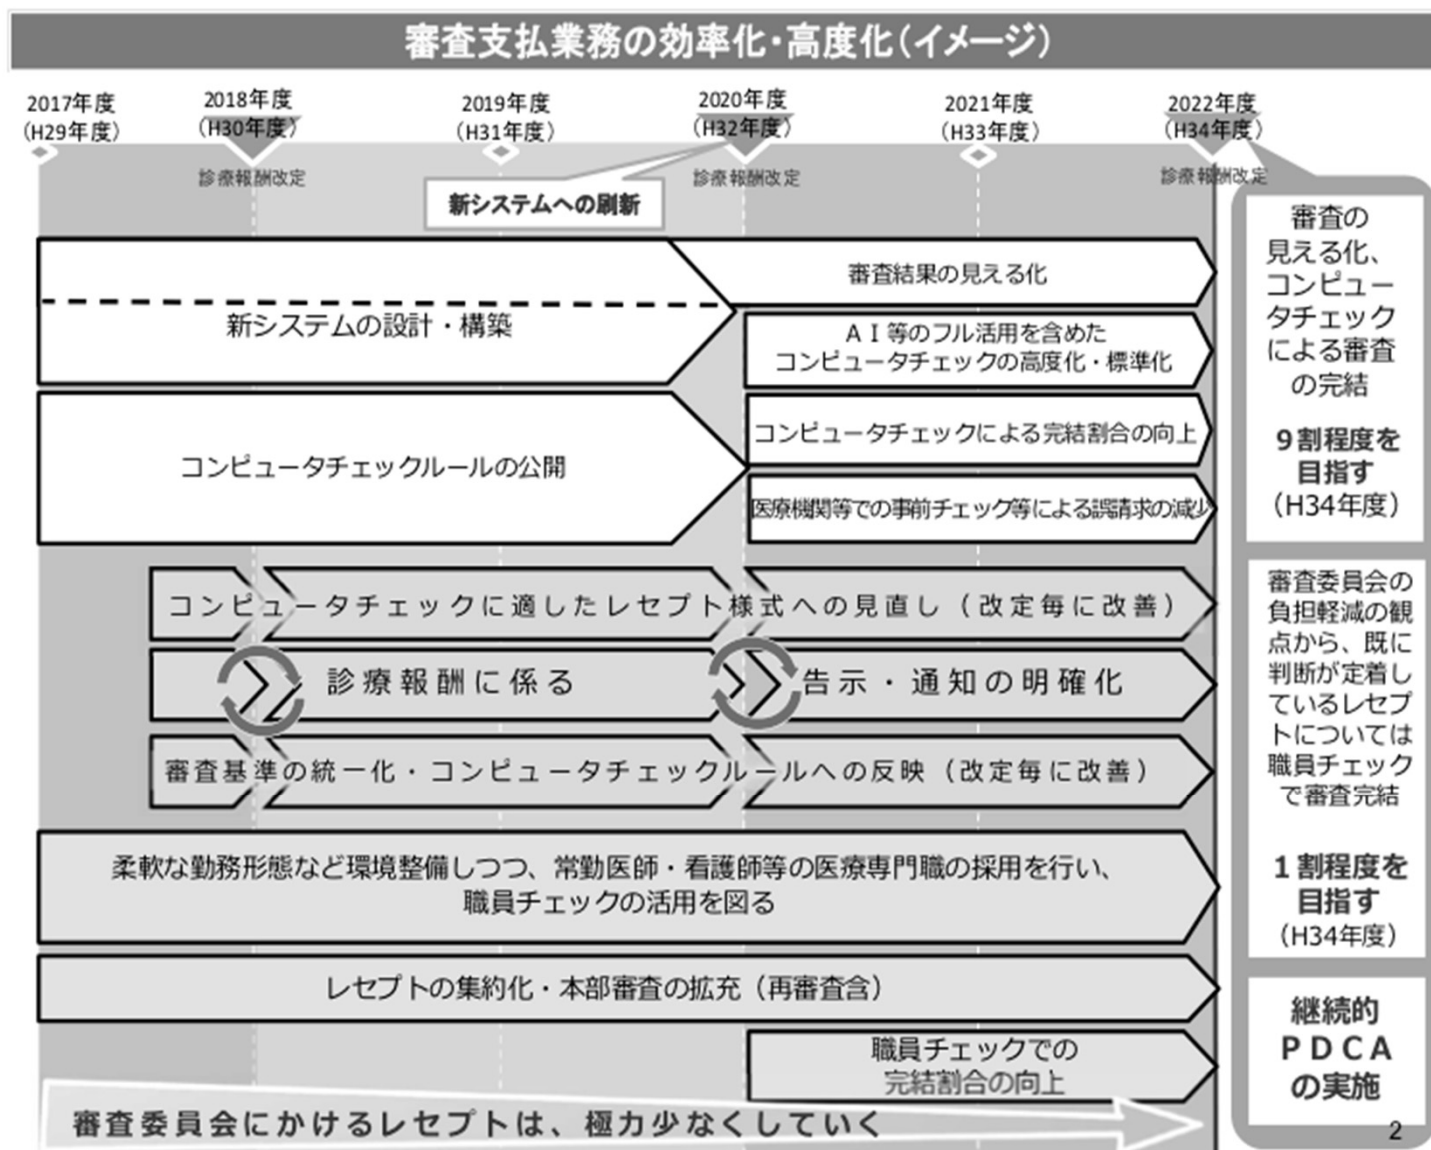 審査支払業務の効率化・高度化（イメージ）
2017年度
（H29年度）
2018年度
（H30年度）
2019年度
（H31年度）
2020年度
（H32年度）
2021年度
（H33年度）
2022年度
（H34年度）
診療報酬改定
診療報酬改定
診療報酬改定
新システムへの刷新
審査結果の見える化
新システムの設計・構築
ＡＩ等のフル活用を含めた
コンピュータチェックの高度化・標準化
コンピュータチェックルールの公開
コンピュータチェックによる完結割合の向上
医療機関等での事前チェック等による誤請求の減少
コンピュータチェックに適したレセプト様式への見直し（改定毎に改善）
診療報酬に係る 告示・通知の明確化
審査基準の統一化・コンピュータチェックルールへの反映（改定毎に改善）
柔軟な勤務形態など環境整備しつつ、常勤医師・看護師等の医療専門職の採用を行い、
職員チェックの活用を図る
レセプトの集約化・本部審査の拡充（再審査含）
職員チェックでの
完結割合の向上
審査委員会にかけるレセプトは、極力少なくしていく
審査の
見える化、
コンピュー
タチェック
による審査
の完結
９割程度を
目指す
（H34年度）
審査委員会の
負担軽減の観
点から、既に
判断が定着し
ているレセプ
トについては
職員チェック
で審査完結
１割程度を
目指す
（H34年度）
継続的
ＰＤＣＡ
の実施
2